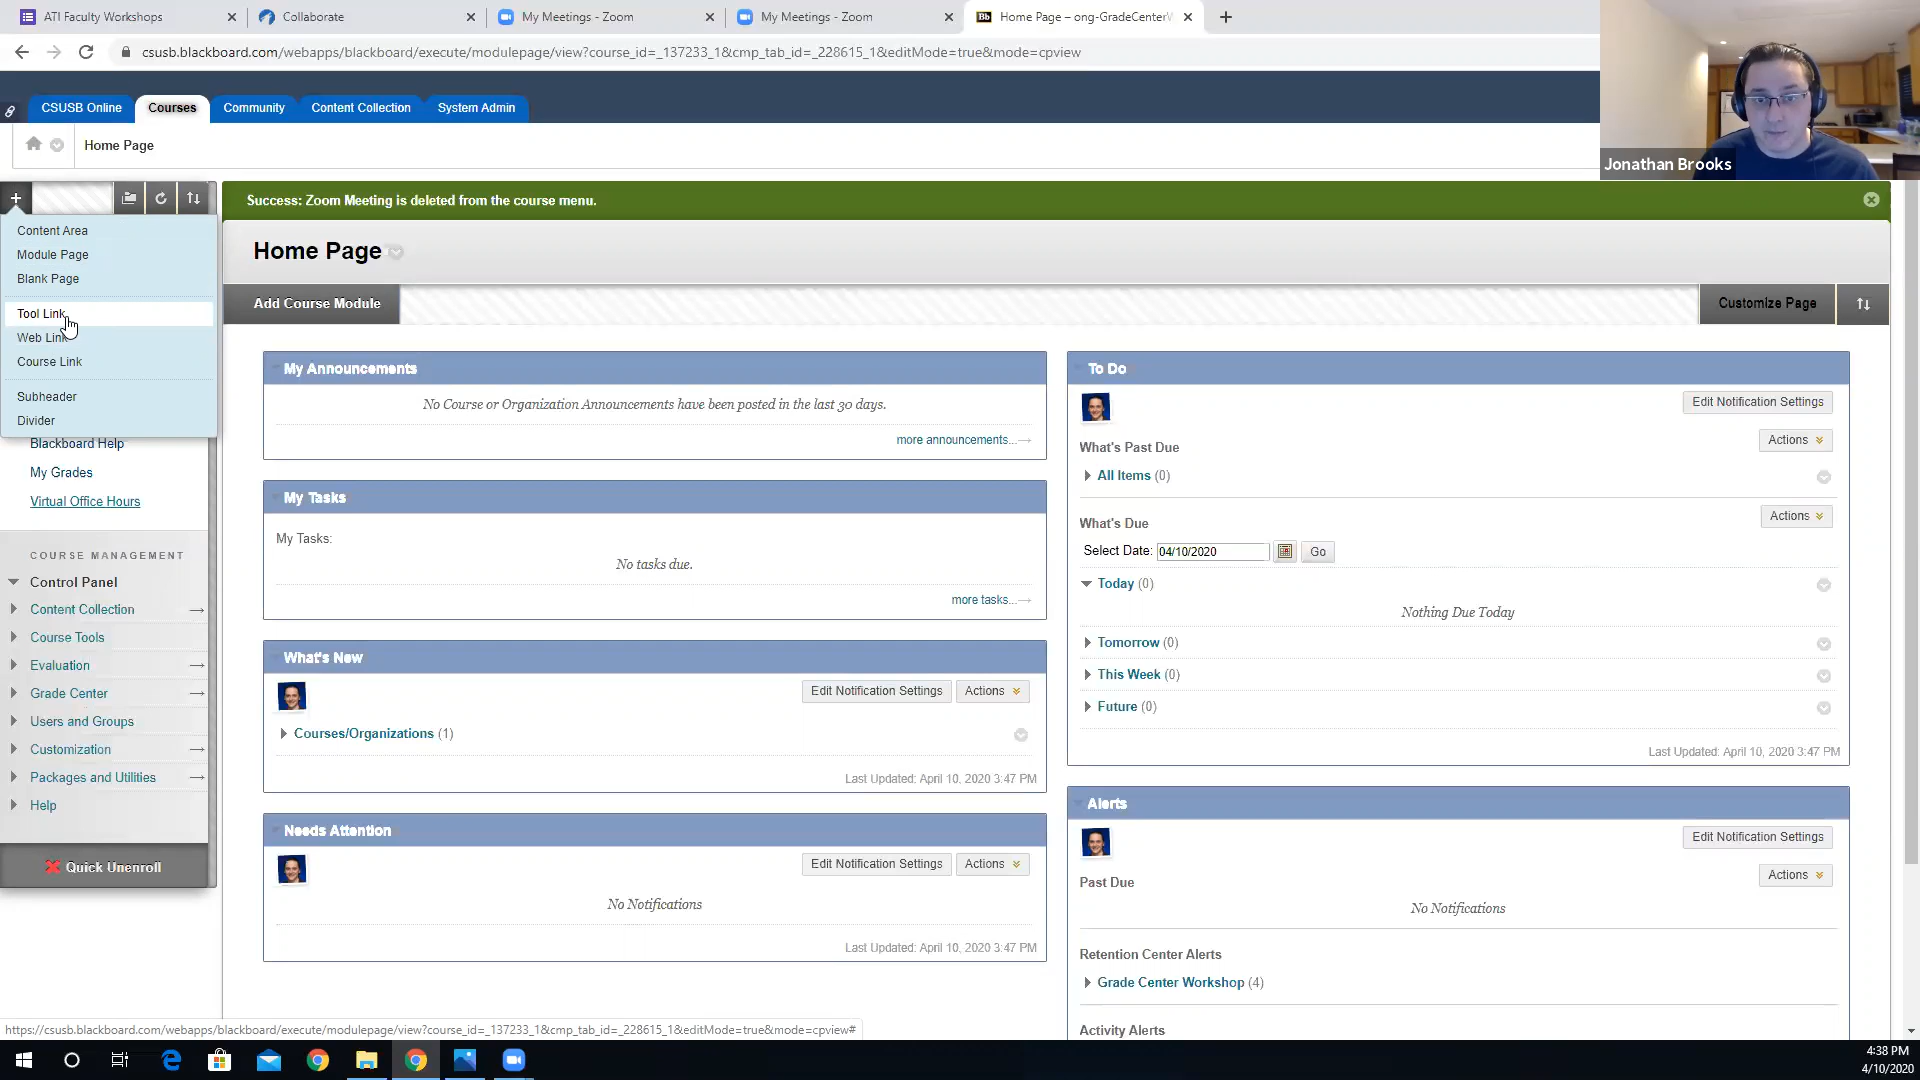 ATI Faculty Workshops
Collaborate
My Meetings - Zoom
My Meetings - Zoom
Bb Home Page – ong-GradeCenterW
csusb.blackboard.com/webapps/blackboard/execute/modulepage/view?course_id=_137233_1&cmp_tab_id=_228615_1&editMode=true&mode=cpview
CSUSB Online
Courses
Community
Content Collection
System Admin
Home Page
Jonathan Brooks
Success: Zoom Meeting is deleted from the course menu.
Content Area
Module Page
Blank Page
Tool Link
Web Link
Course Link
Subheader
Divider
Blackboard Help
My Grades
Virtual Office Hours
COURSE MANAGEMENT
Control Panel
Content Collection
Course Tools
Evaluation
Grade Center
Users and Groups
Customization
Packages and Utilities
Help
Quick Unenroll
Home Page
Add Course Module
Customize Page
My Announcements
No Course or Organization Announcements have been posted in the last 30 days.
more announcements...
My Tasks
My Tasks:
No tasks due.
more tasks...
What's New
Edit Notification Settings
Actions
Courses/Organizations (1)
Last Updated: April 10, 2020 3:47 PM
Needs Attention
Edit Notification Settings
Actions
No Notifications
Last Updated: April 10, 2020 3:47 PM
To Do
Edit Notification Settings
What's Past Due
Actions
All Items (0)
What's Due
Actions
Select Date: 04/10/2020 Go
Today (0)
Nothing Due Today
Tomorrow (0)
This Week (0)
Future (0)
Last Updated: April 10, 2020 3:47 PM
Alerts
Edit Notification Settings
Past Due
Actions
No Notifications
Retention Center Alerts
Grade Center Workshop (4)
Activity Alerts
https://csusb.blackboard.com/webapps/blackboard/execute/modulepage/view?course_id=_137233_1&cmp_tab_id=_228615_1&editMode=true&mode=cpview#
4:38 PM
4/10/2020